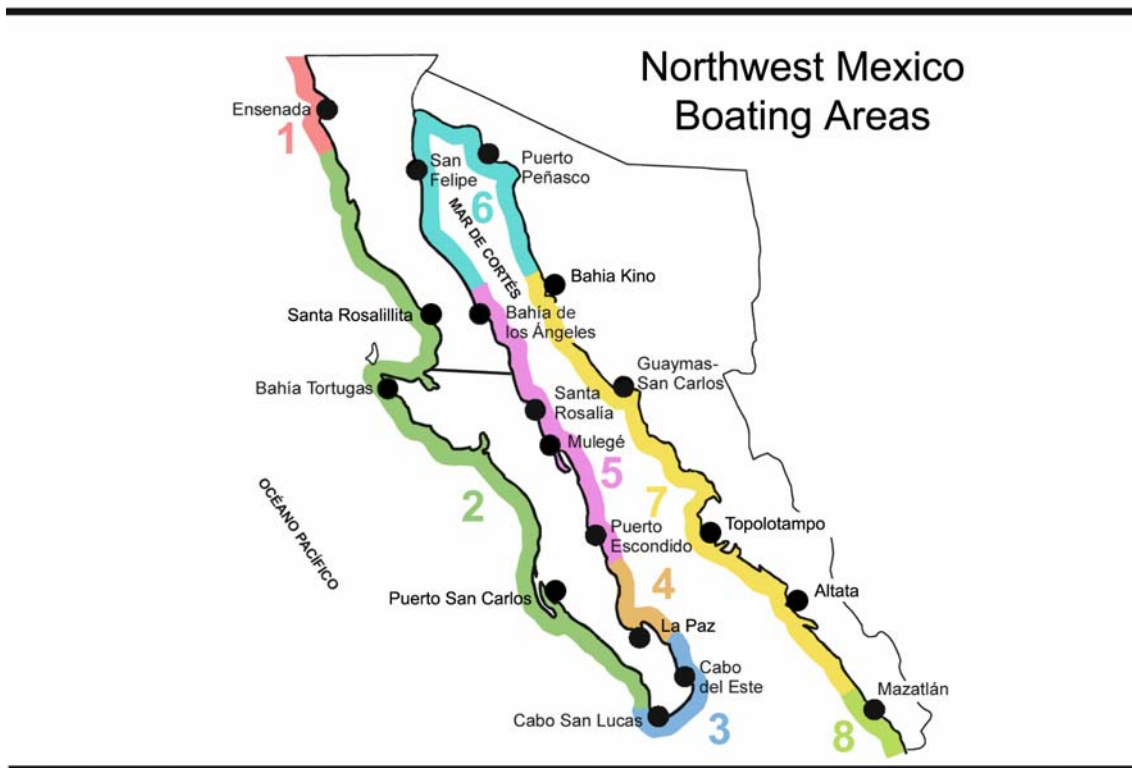 Northwest Mexico
Boating Areas
Ensenada
1
San
Felipe
Puerto
Peñasco
6
MAR DE CORTÉS
Bahia Kino
Santa Rosalillita
Bahía de
los Ángeles
Guaymas-
San Carlos
Bahía Tortugas
Santa
Rosalía
Mulegé
5
2
7
OCÉANO PACÍFICO
Topolotampo
Puerto
Escondido
4
Puerto San Carlos
Altata
La Paz
Cabo
del Este
Mazatlán
Cabo San Lucas
3
8